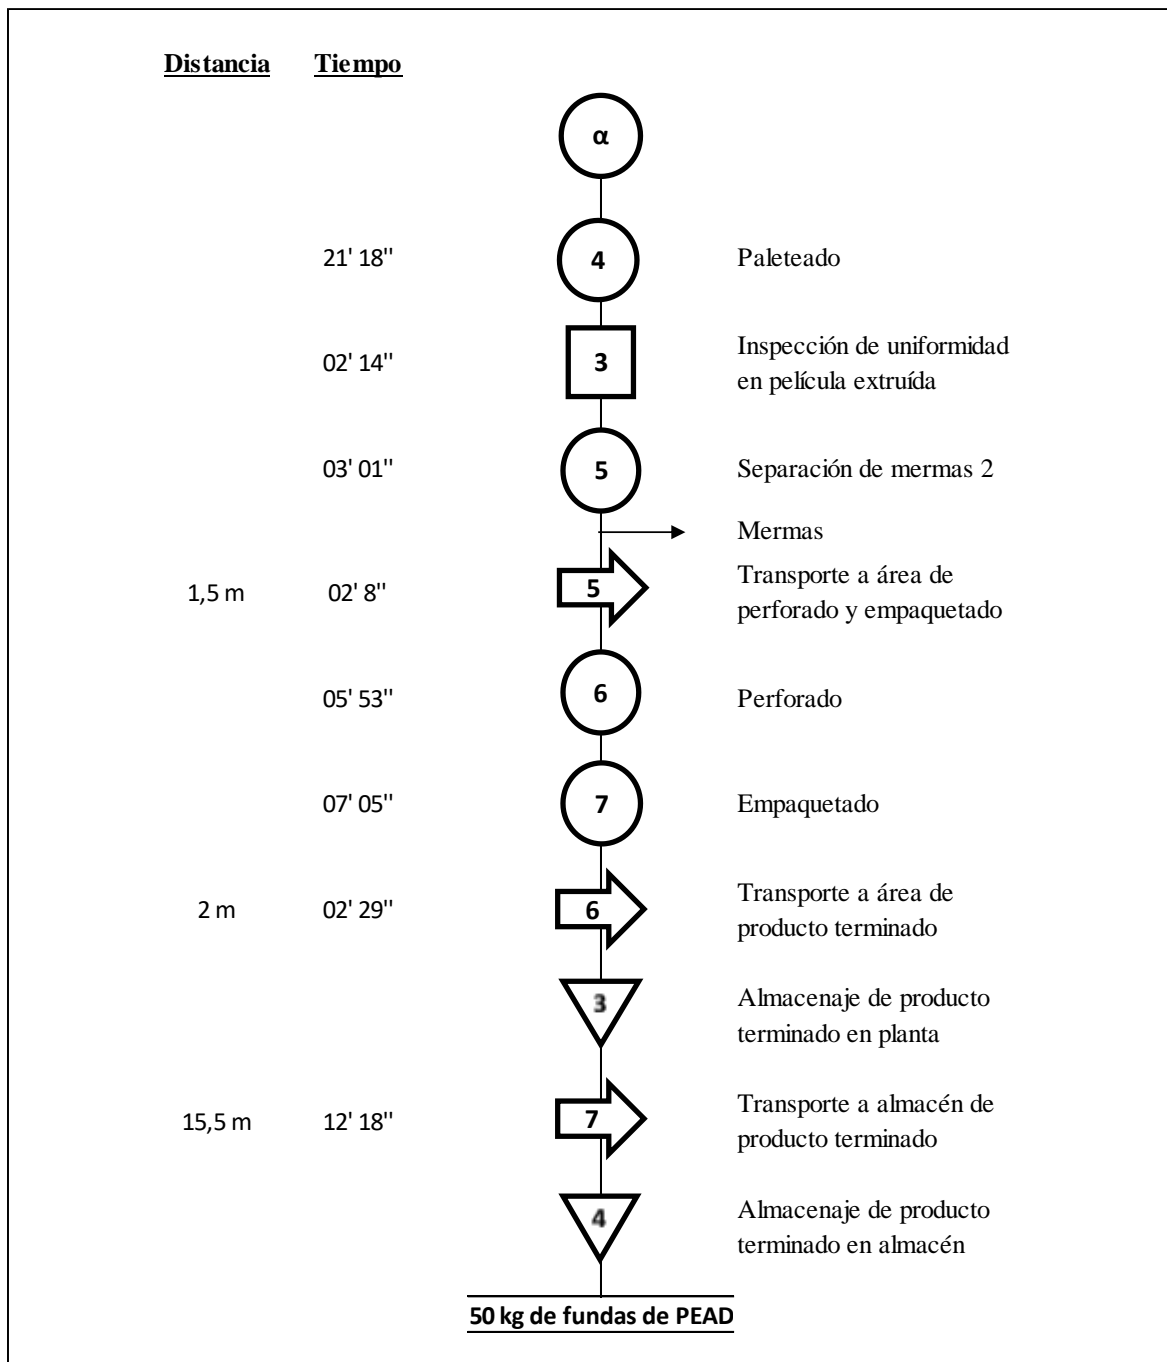 Distancia Tiempo
α
21' 18'' 4 Paleteado
02' 14'' 3 Inspección de uniformidad
en película extruída
03' 01'' 5 Separación de mermas 2
Mermas
1,5 m 02' 8'' 5 Transporte a área de
perforado y empaquetado
05' 53'' 6 Perforado
07' 05'' 7 Empaquetado
2 m 02' 29'' 6 Transporte a área de
producto terminado
3 Almacenaje de producto
terminado en planta
15,5 m 12' 18'' 7 Transporte a almacén de
producto terminado
4 Almacenaje de producto
terminado en almacén
50 kg de fundas de PEAD